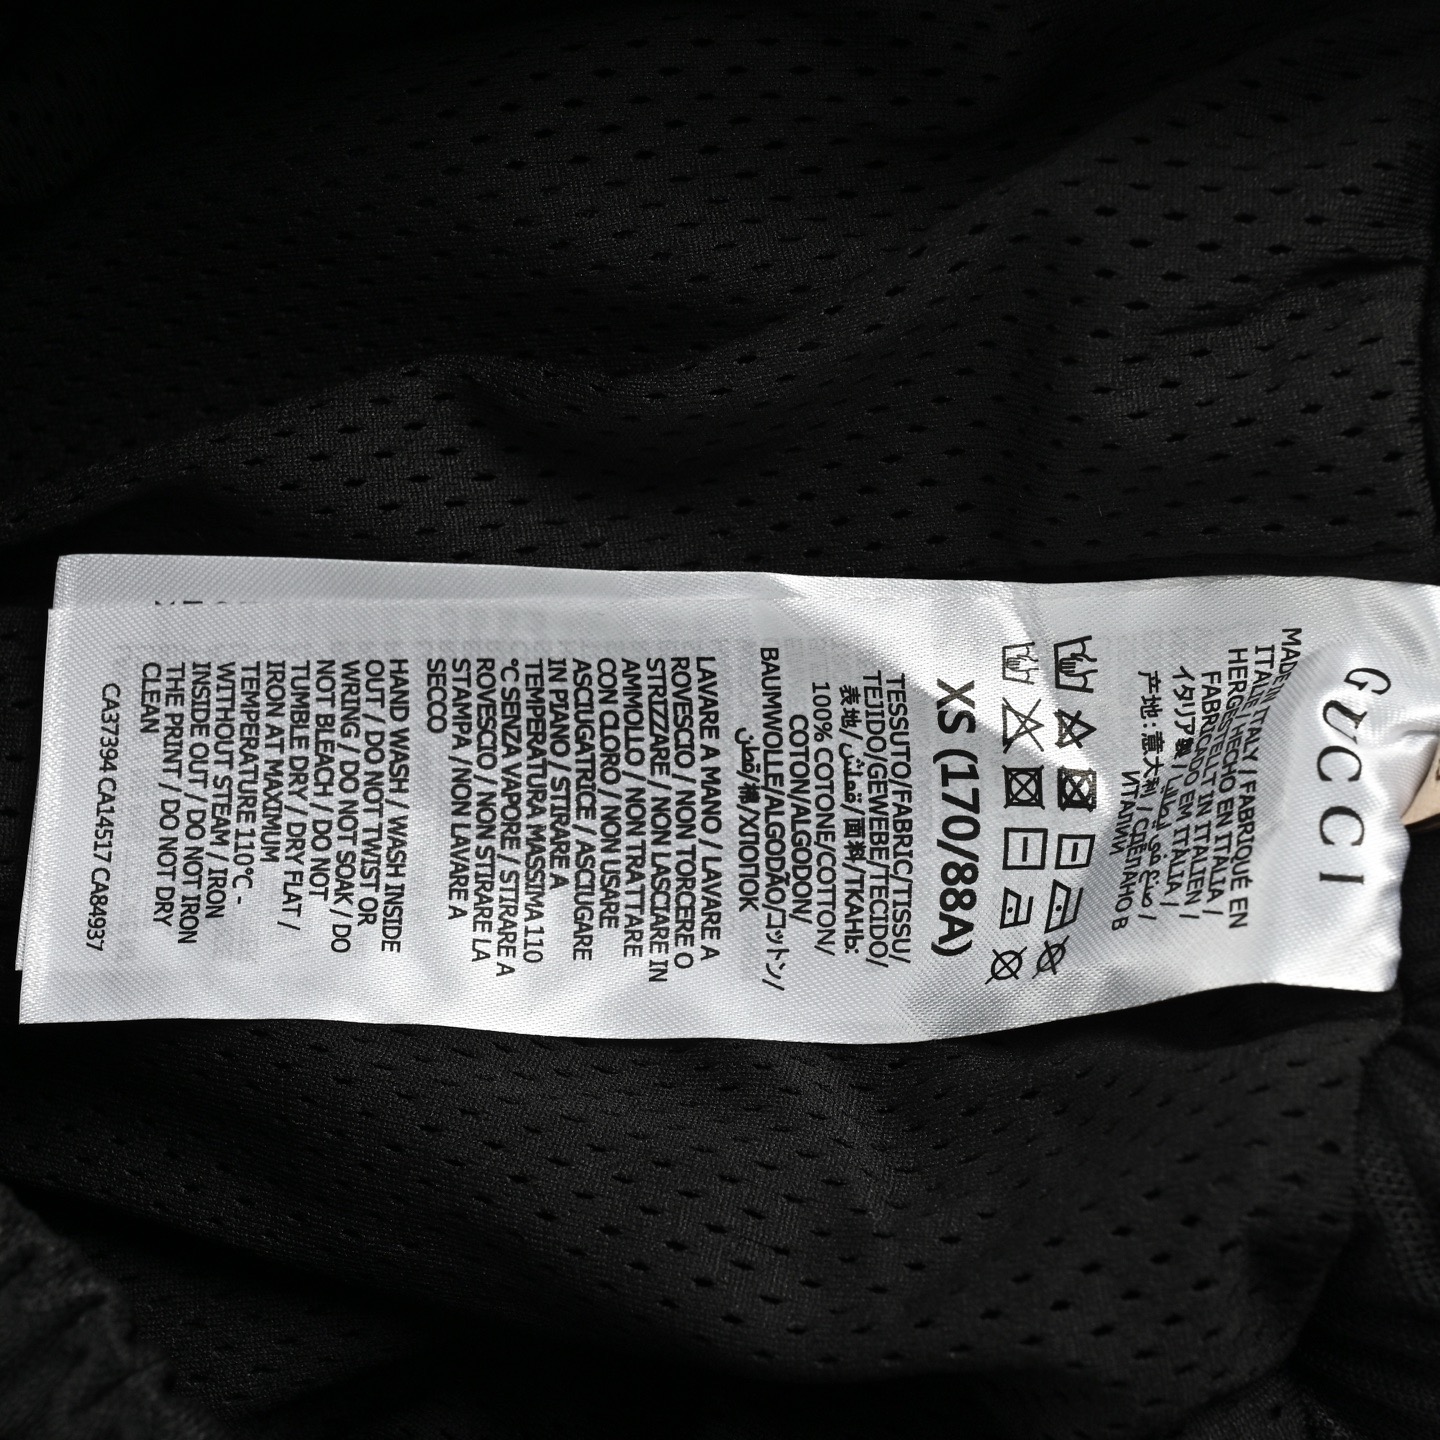 GUCCI
MADE IN ITALY / FABRIQUÉ EN
ITALIE / MADE IN ITALY /
HERGESTELLT IN ITALIEN /
FABRICADO EM ITÁLIA /
イタリア製 /
产地:意大利 / СДЕЛАНО В
ИТАЛИИ
XS (170/88A)
TESSUTO/FABRIC/TISSU/
TEJIDO/GEWEBE/TECIDO/
表地/قماش/面料/ТКАНЬ:
100% COTONE/COTTON/
COTON/ALGODON/
BAUMWOLLE/ALGODÃO/コットン/
قطن/棉/ХЛОПОК
LAVARE A MANO / LAVARE A
ROVESCIO / NON TORCERE O
STRIZZARE / NON LASCIARE IN
AMMOLLO / NON TRATTARE
CON CLORO / NON USARE
ASCIUGATRICE / ASCIUGARE
IN PIANO / STIRARE A
TEMPERATURA MASSIMA 110
°C SENZA VAPORE / STIRARE A
ROVESCIO / NON STIRARE LA
STAMPA /NON LAVARE A
SECCO
HAND WASH / WASH INSIDE
OUT / DO NOT TWIST OR
WRING / DO NOT SOAK / DO
NOT BLEACH / DO NOT
TUMBLE DRY / DRY FLAT /
IRON AT MAXIMUM
TEMPERATURE 110°C -
WITHOUT STEAM / IRON
INSIDE OUT / DO NOT IRON
THE PRINT / DO NOT DRY
CLEAN
CA37394 CA14517 CA84937